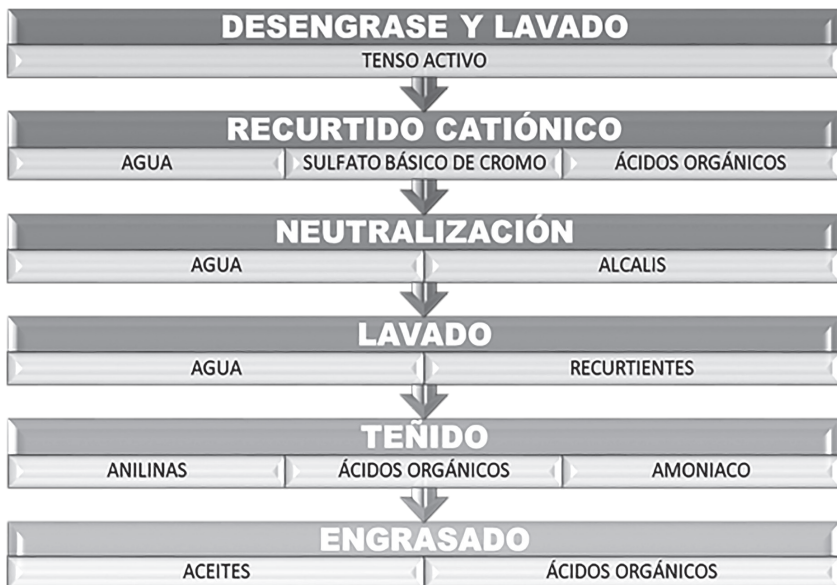 DESENGRASE Y LAVADO
TENSO ACTIVO
RECURTIDO CATIÓNICO
AGUA SULFATO BÁSICO DE CROMO ÁCIDOS ORGÁNICOS
NEUTRALIZACIÓN
AGUA ALCALIS
LAVADO
AGUA RECURTIENTES
TEÑIDO
ANILINAS ÁCIDOS ORGÁNICOS AMONIACO
ENGRASADO
ACEITES ÁCIDOS ORGÁNICOS